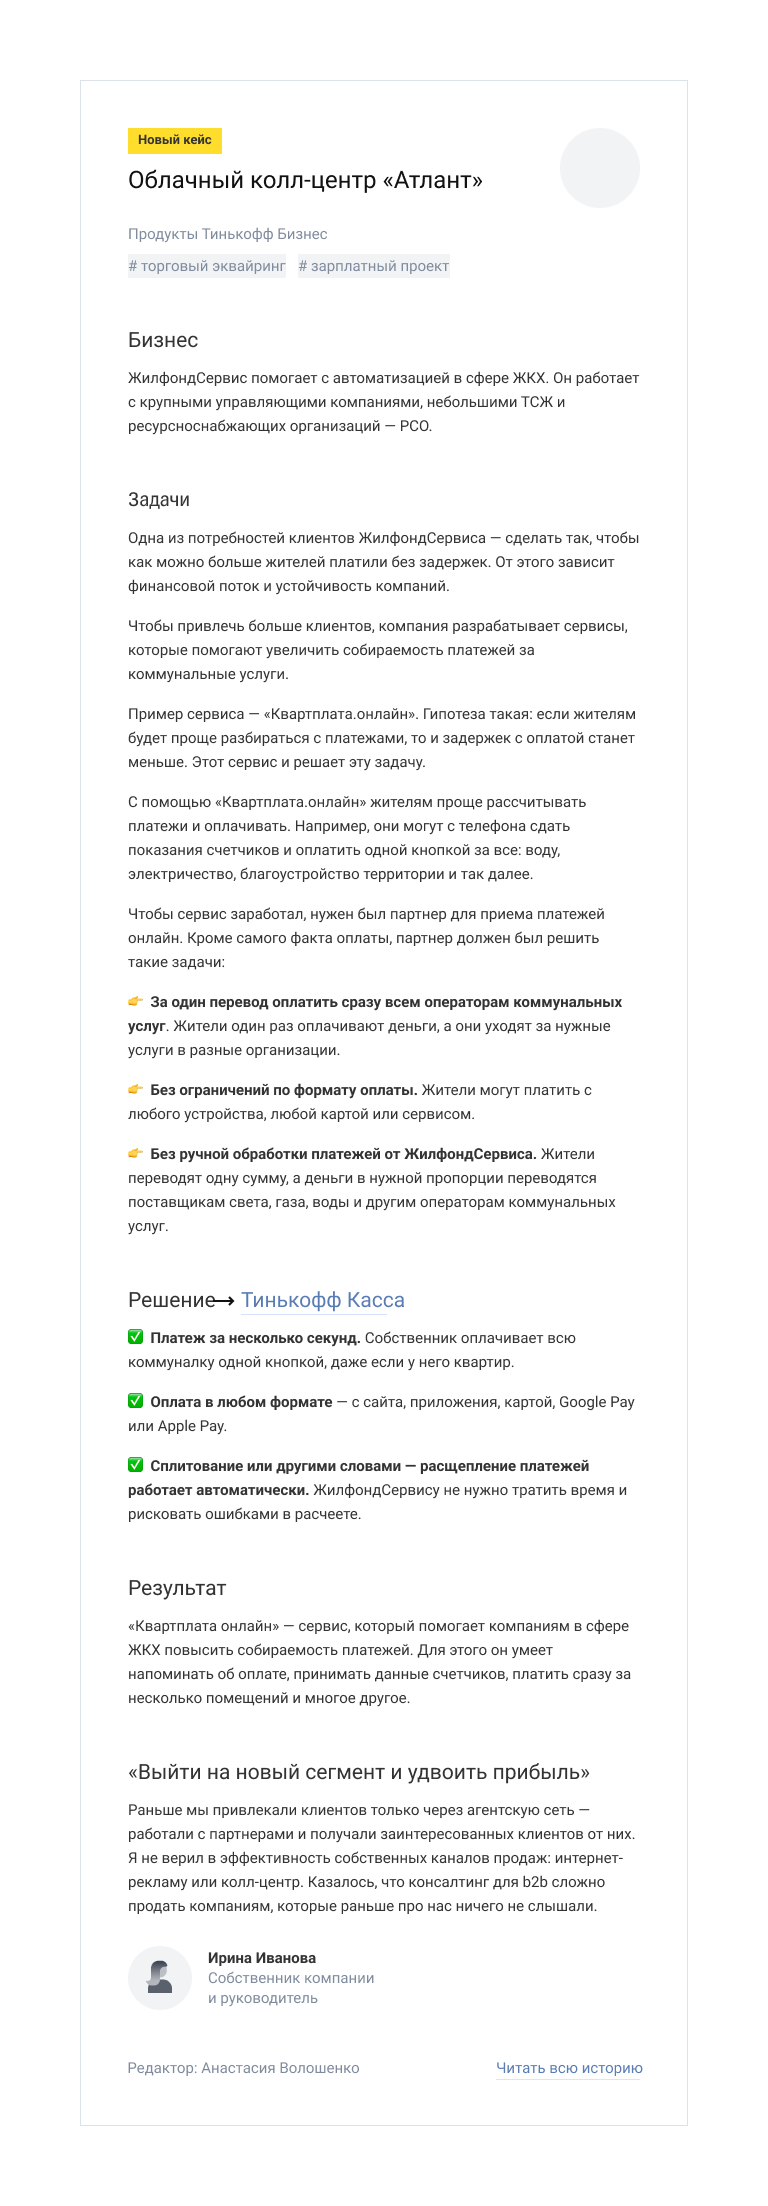 Новый кейс
Облачный колл-центр «Атлант»
Продукты Тинькофф Бизнес
# торговый эквайринг # зарплатный проект
Бизнес
ЖилфондСервис помогает с автоматизацией в сфере ЖКХ. Он работает
с крупными управляющими компаниями, небольшими ТСЖ и
ресурсноснабжающих организаций — РСО.
Задачи
Одна из потребностей клиентов ЖилфондСервиса — сделать так, чтобы
как можно больше жителей платили без задержек. От этого зависит
финансовой поток и устойчивость компаний.
Чтобы привлечь больше клиентов, компания разрабатывает сервисы,
которые помогают увеличить собираемость платежей за
коммунальные услуги.
Пример сервиса — «Квартплата.онлайн». Гипотеза такая: если жителям
будет проще разбираться с платежами, то и задержек с оплатой станет
меньше. Этот сервис и решает эту задачу.
С помощью «Квартплата.онлайн» жителям проще рассчитывать
платежи и оплачивать. Например, они могут с телефона сдать
показания счетчиков и оплатить одной кнопкой за все: воду,
электричество, благоустройство территории и так далее.
Чтобы сервис заработал, нужен был партнер для приема платежей
онлайн. Кроме самого факта оплаты, партнер должен был решить
такие задачи:
👉 За один перевод оплатить сразу всем операторам коммунальных
услуг. Жители один раз оплачивают деньги, а они уходят за нужные
услуги в разные организации.
👉 Без ограничений по формату оплаты. Жители могут платить с
любого устройства, любой картой или сервисом.
👉 Без ручной обработки платежей от ЖилфондСервиса. Жители
переводят одну сумму, а деньги в нужной пропорции переводятся
поставщикам света, газа, воды и другим операторам коммунальных
услуг.
Решение→ Тинькофф Касса
✅ Платеж за несколько секунд. Собственник оплачивает всю
коммуналку одной кнопкой, даже если у него квартир.
✅ Оплата в любом формате — с сайта, приложения, картой, Google Pay
или Apple Pay.
✅ Сплитование или другими словами — расщепление платежей
работает автоматически. ЖилфондСервису не нужно тратить время и
рисковать ошибками в расчеете.
Результат
«Квартплата онлайн» — сервис, который помогает компаниям в сфере
ЖКХ повысить собираемость платежей. Для этого он умеет
напоминать об оплате, принимать данные счетчиков, платить сразу за
несколько помещений и многое другое.
«Выйти на новый сегмент и удвоить прибыль»
Раньше мы привлекали клиентов только через агентскую сеть —
работали с партнерами и получали заинтересованных клиентов от них.
Я не верил в эффективность собственных каналов продаж: интернет-
рекламу или колл-центр. Казалось, что консалтинг для b2b сложно
продать компаниям, которые раньше про нас ничего не слышали.
Ирина Иванова
Собственник компании
и руководитель
Редактор: Анастасия Волошенко
Читать всю историю